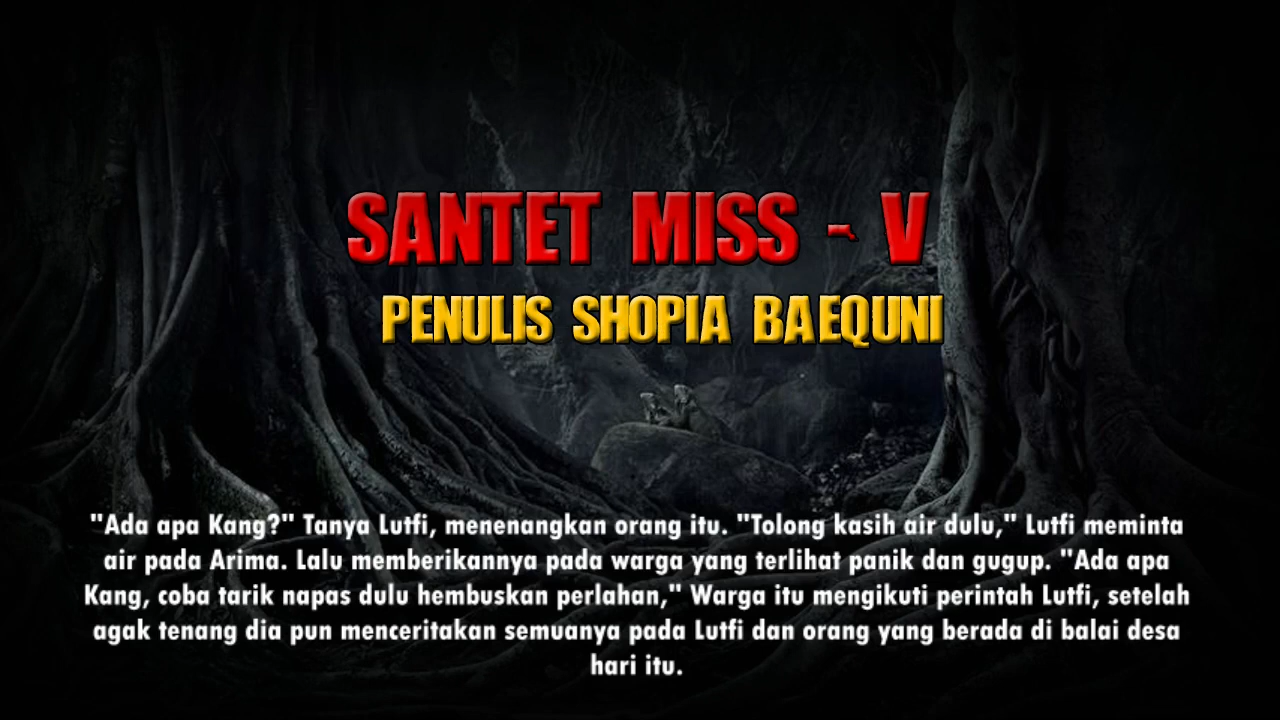 SANTET MISS - V
PENULIS SHOPIA BAEQUNI
"Ada apa Kang?" Tanya Lutfi, menenangkan orang itu. "Tolong kasih air dulu," Lutfi meminta
air pada Arima. Lalu memberikannya pada warga yang terlihat panik dan gugup. "Ada apa
Kang, coba tarik napas dulu hembuskan perlahan," Warga itu mengikuti perintah Lutfi, setelah
agak tenang dia pun menceritakan semuanya pada Lutfi dan orang yang berada di balai desa
hari itu.